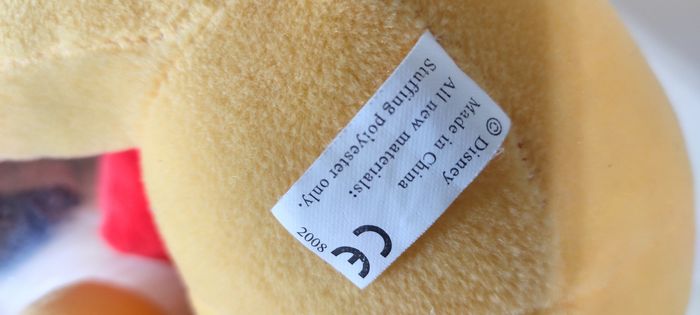 © Disney
Made in China
All new materials:
Stuffing polyester only.
CE
2008